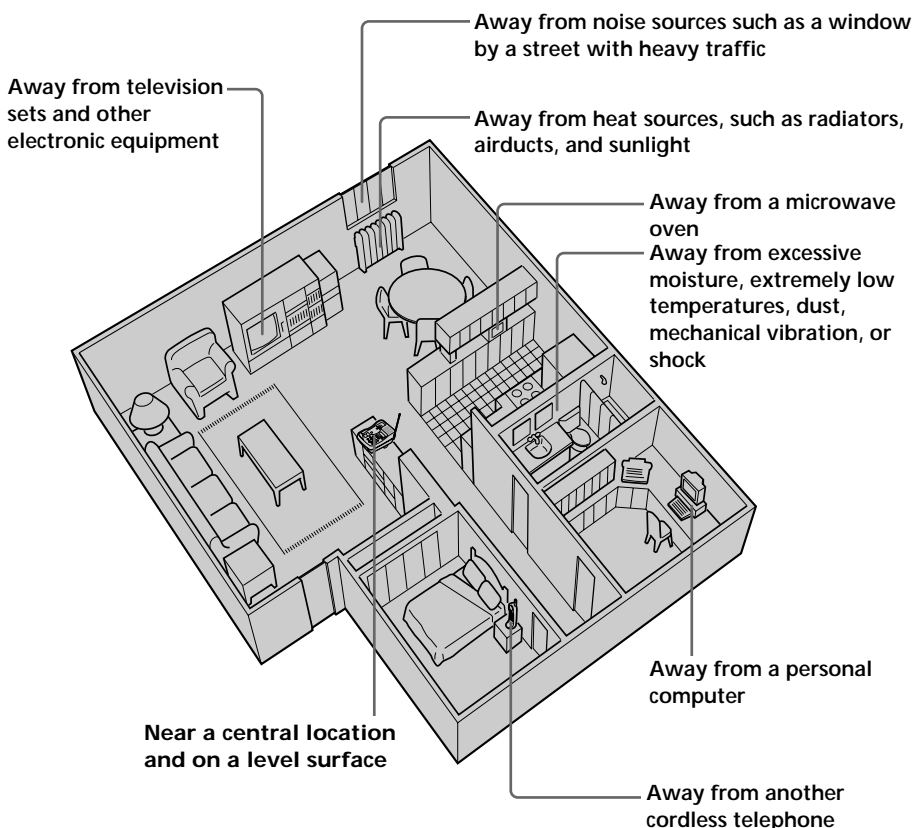 Away from noise sources such as a window
by a street with heavy traffic
Away from television
sets and other
electronic equipment
Away from heat sources, such as radiators,
airducts, and sunlight
Away from a microwave
oven
Away from excessive
moisture, extremely low
temperatures, dust,
mechanical vibration, or
shock
Away from a personal
computer
Near a central location
and on a level surface
Away from another
cordless telephone